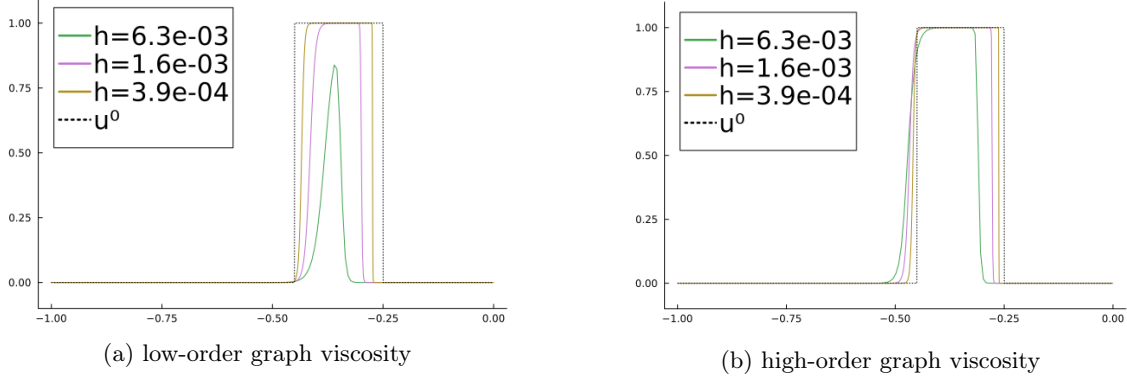 1.00
0.75
0.50
0.25
0.00
h=6.3e-03
h=1.6e-03
h=3.9e-04
u⁰
−1.00 −0.75 −0.50 −0.25 0.00
(a) low-order graph viscosity
1.00
0.75
0.50
0.25
0.00
h=6.3e-03
h=1.6e-03
h=3.9e-04
u⁰
−1.00 −0.75 −0.50 −0.25 0.00
(b) high-order graph viscosity